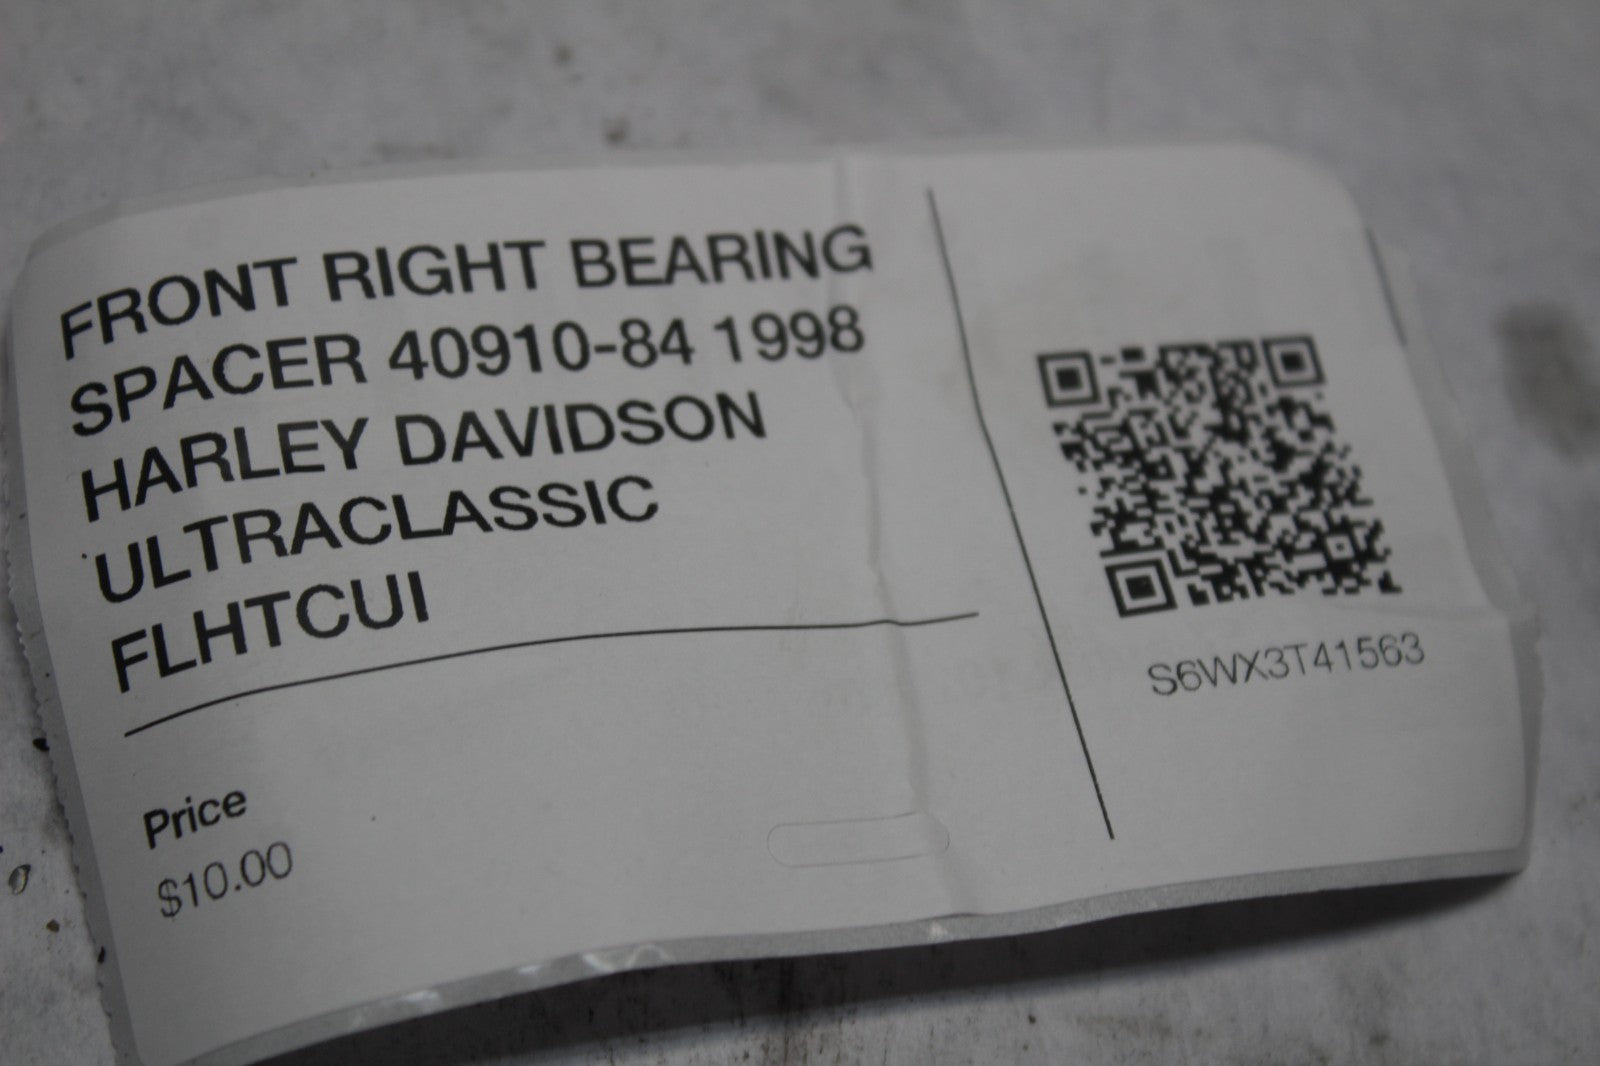 FRONT RIGHT BEARING
SPACER 40910-84 1998
HARLEY DAVIDSON
ULTRACLASSIC
FLHTCUI
Price
$10.00
S6WX3T41563